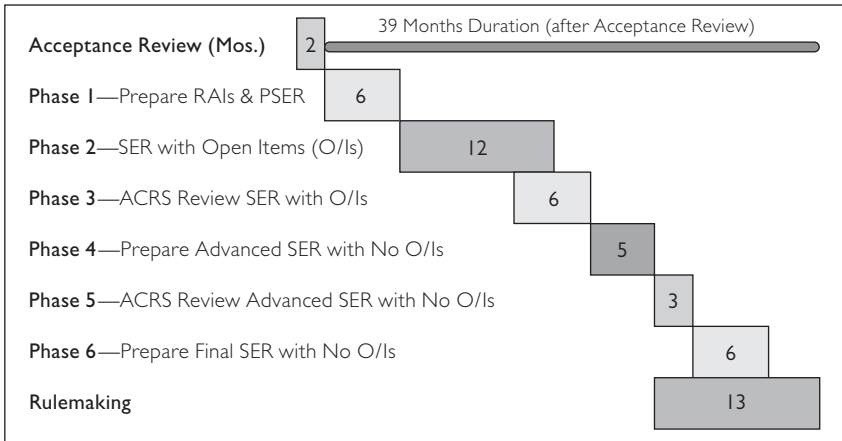 39 Months Duration (after Acceptance Review)
Acceptance Review (Mos.) 2
Phase 1—Prepare RAIs & PSER 6
Phase 2—SER with Open Items (O/Is) 12
Phase 3—ACRS Review SER with O/Is 6
Phase 4—Prepare Advanced SER with No O/Is 5
Phase 5—ACRS Review Advanced SER with No O/Is 3
Phase 6—Prepare Final SER with No O/Is 6
Rulemaking 13